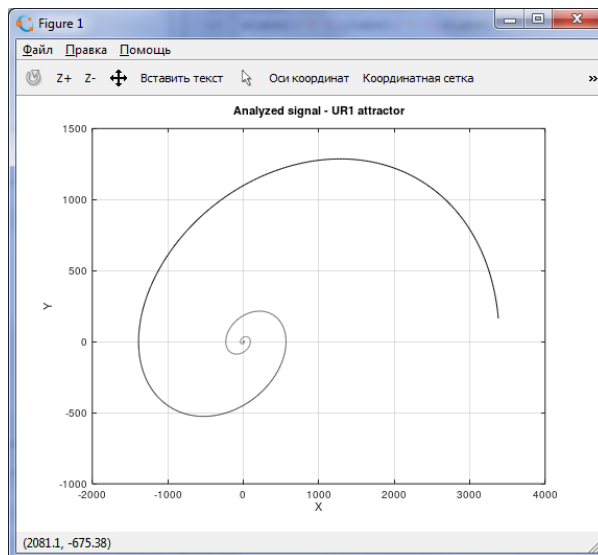 Figure 1
Файл Правка Помощь
Z+ Z- Вставить текст Оси координат Координатная сетка »
Analyzed signal - UR1 attractor
1500
1000
500
0
-500
-1000
Y
-2000 -1000 0 1000 2000 3000 4000
X
(2081.1, -675.38)